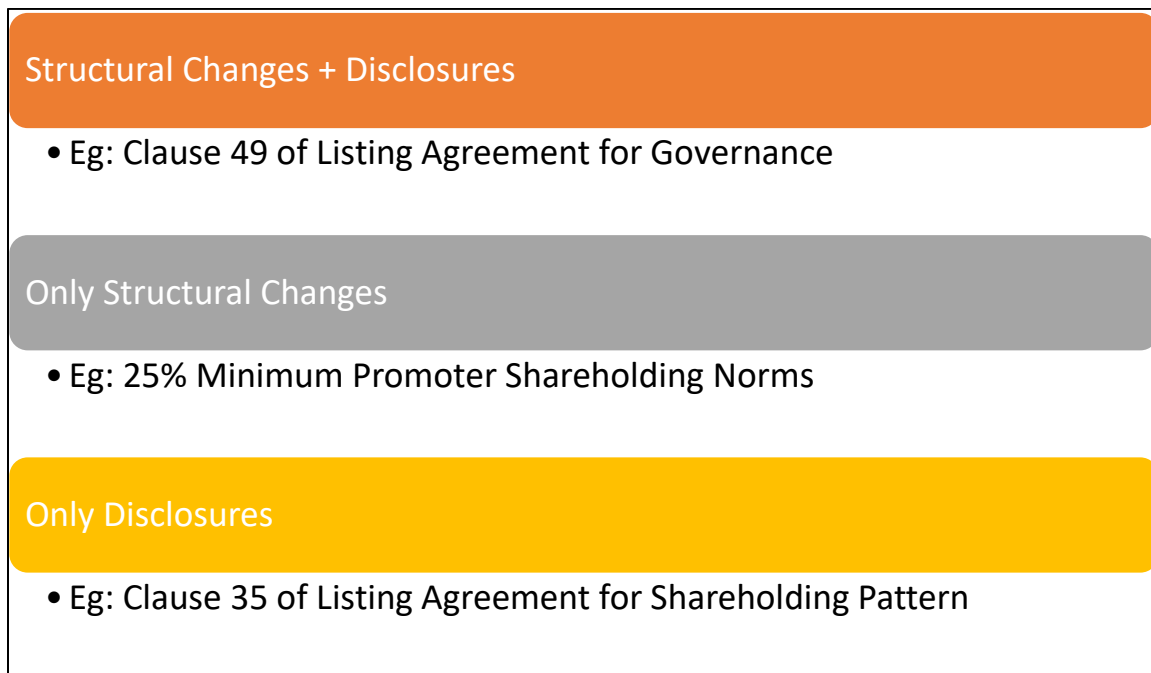 Structural Changes + Disclosures
• Eg: Clause 49 of Listing Agreement for Governance
Only Structural Changes
• Eg: 25% Minimum Promoter Shareholding Norms
Only Disclosures
• Eg: Clause 35 of Listing Agreement for Shareholding Pattern